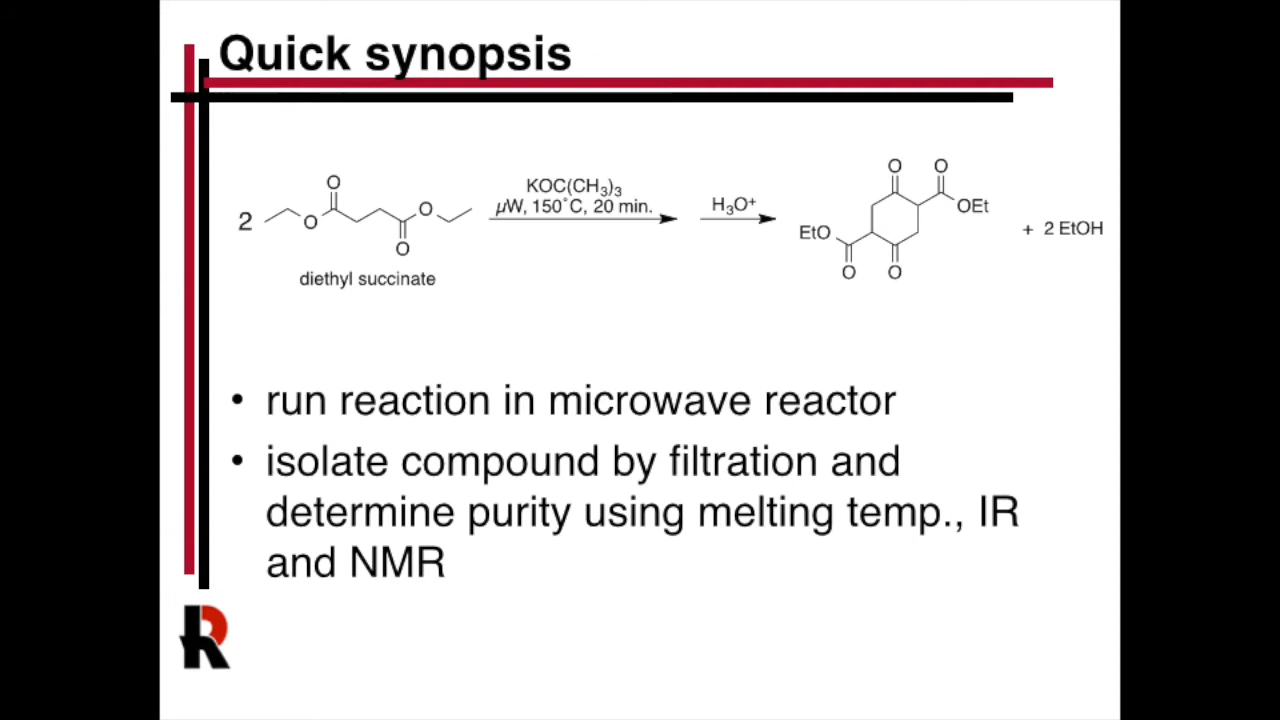 Quick synopsis
2
O
O
O
O
diethyl succinate
KOC(CH₃)₃
µW, 150˚C, 20 min.
H₃O⁺
O
O
OEt
EtO
O
O
+ 2 EtOH
• run reaction in microwave reactor
• isolate compound by filtration and
determine purity using melting temp., IR
and NMR
R